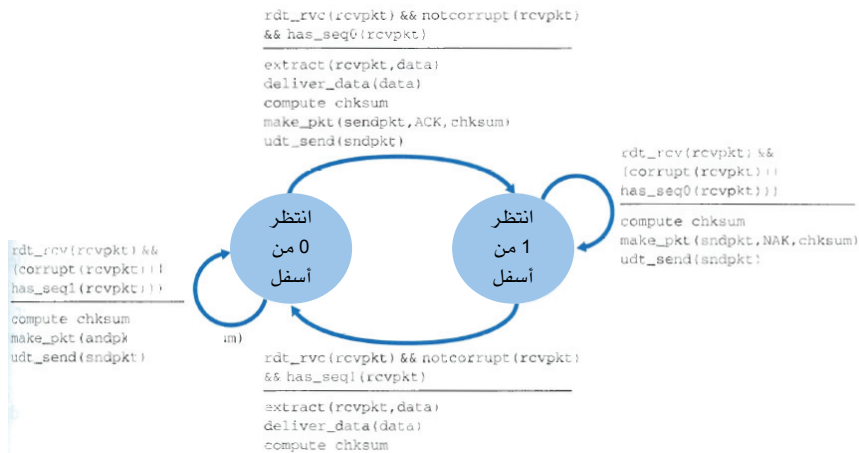 rdt_rvc(rcvpkt) && notcorrupt(rcvpkt)
&& has_seq0(rcvpkt)
extract(rcvpkt,data)
deliver_data(data)
compute chksum
make_pkt(sendpkt,ACK,chksum)
udt_send(sndpkt)
rdt_rcv(rcvpkt) &&
(corrupt(rcvpkt)||
has_seq0(rcvpkt)))
compute chksum
make_pkt(sndpkt,NAK,chksum)
udt_send(sndpkt)
انتظر
0 من
أسفل
انتظر
1 من
أسفل
rdt_rcv(rcvpkt) &&
(corrupt(rcvpkt)||
has_seq1(rcvpkt)))
compute chksum
make_pkt(andpk um)
udt_send(sndpkt)
rdt_rvc(rcvpkt) && notcorrupt(rcvpkt)
&& has_seq1(rcvpkt)
extract(rcvpkt,data)
deliver_data(data)
compute chksum